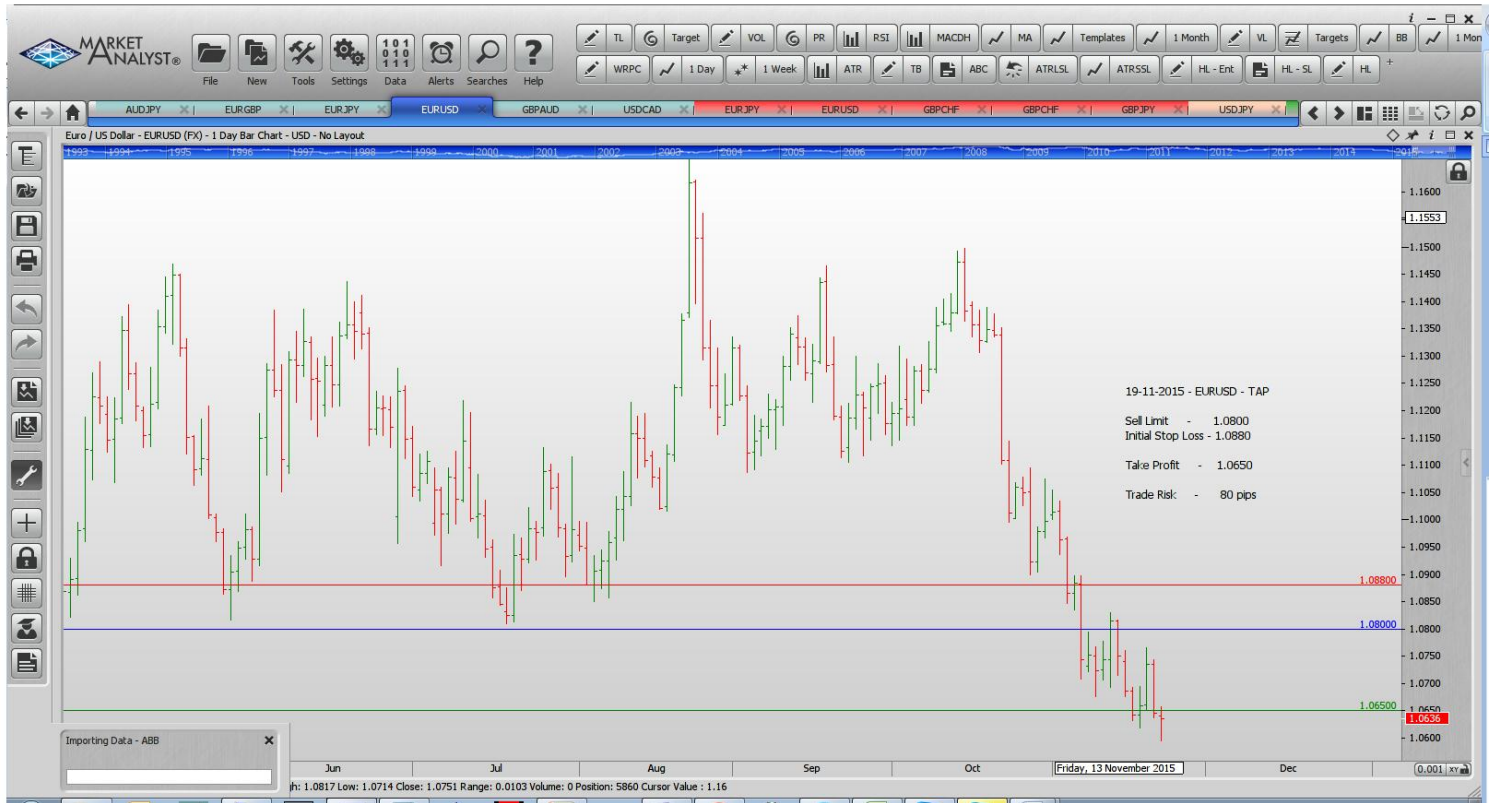 i
MARKET ANALYST®
File New Tools Settings Data Alerts Searches Help
TL Target VOL PR RSI MACDH MA Templates 1 Month VL Targets BB 1 Mon
WRPC 1 Day 1 Week ATR TB ABC ATRLSL ATRSSL HL - Ent HL - SL HL +
AUDJPY EURGBP EURJPY EURUSD GBPAUD USDCAD EURJPY EURUSD GBPCHF GBPCHF GBPJPY USDJPY
Euro / US Dollar - EURUSD (FX) - 1 Day Bar Chart - USD - No Layout
1993 1994 1995 1996 1997 1998 1999 2000 2001 2002 2003 2004 2005 2006 2007 2008 2009 2010 2011 2012 2013 2014 2015
1.1600
1.1553
1.1500
1.1450
1.1400
1.1350
1.1300
1.1250
1.1200
1.1150
1.1100
1.1050
1.1000
1.0950
1.0900
1.0850
1.0800
1.0750
1.0700
1.0650
1.0636
1.0600
19-11-2015 - EURUSD - TAP
Sell Limit - 1.0800
Initial Stop Loss - 1.0880
Take Profit - 1.0650
Trade Risk - 80 pips
1.08800
1.08000
1.06500
Importing Data - ABB
Jun Jul Aug Sep Oct Friday, 13 November 2015 Dec
0.001 XY
h: 1.0817 Low: 1.0714 Close: 1.0751 Range: 0.0103 Volume: 0 Position: 5860 Cursor Value : 1.16